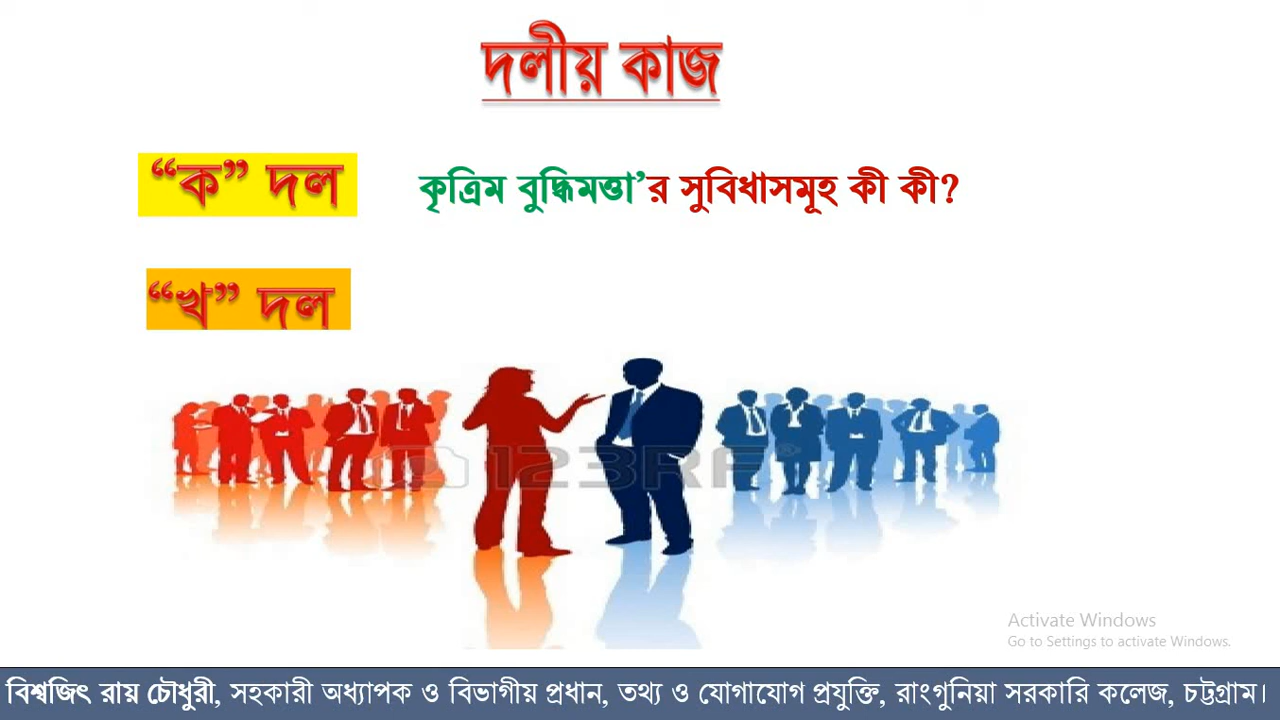 দলীয় কাজ
“ক” দল কৃত্রিম বুদ্ধিমত্তা’র সুবিধাসমূহ কী কী?
“খ” দল
123RF
Activate Windows
Go to Settings to activate Windows.
বিশ্বজিৎ রায় চৌধুরী, সহকারী অধ্যাপক ও বিভাগীয় প্রধান, তথ্য ও যোগাযোগ প্রযুক্তি, রাংগুনিয়া সরকারি কলেজ, চট্টগ্রাম।